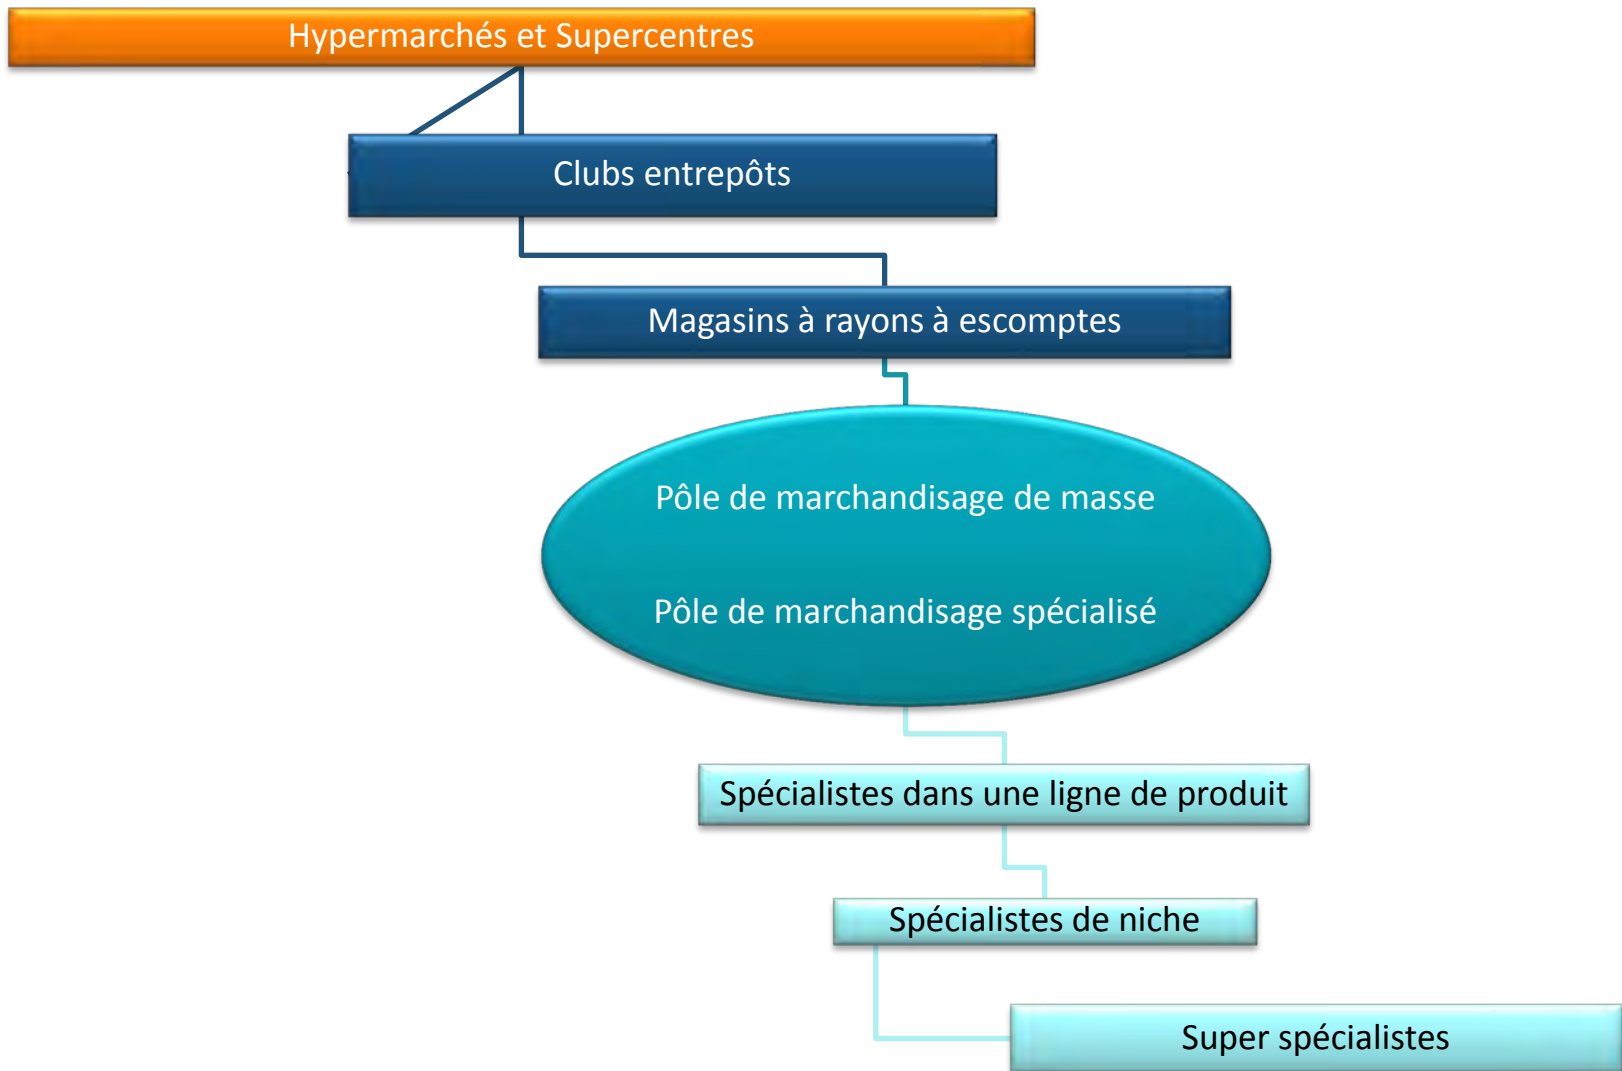 Hypermarchés et Supercentres
Clubs entrepôts
Magasins à rayons à escomptes
Pôle de marchandisage de masse
Pôle de marchandisage spécialisé
Spécialistes dans une ligne de produit
Spécialistes de niche
Super spécialistes